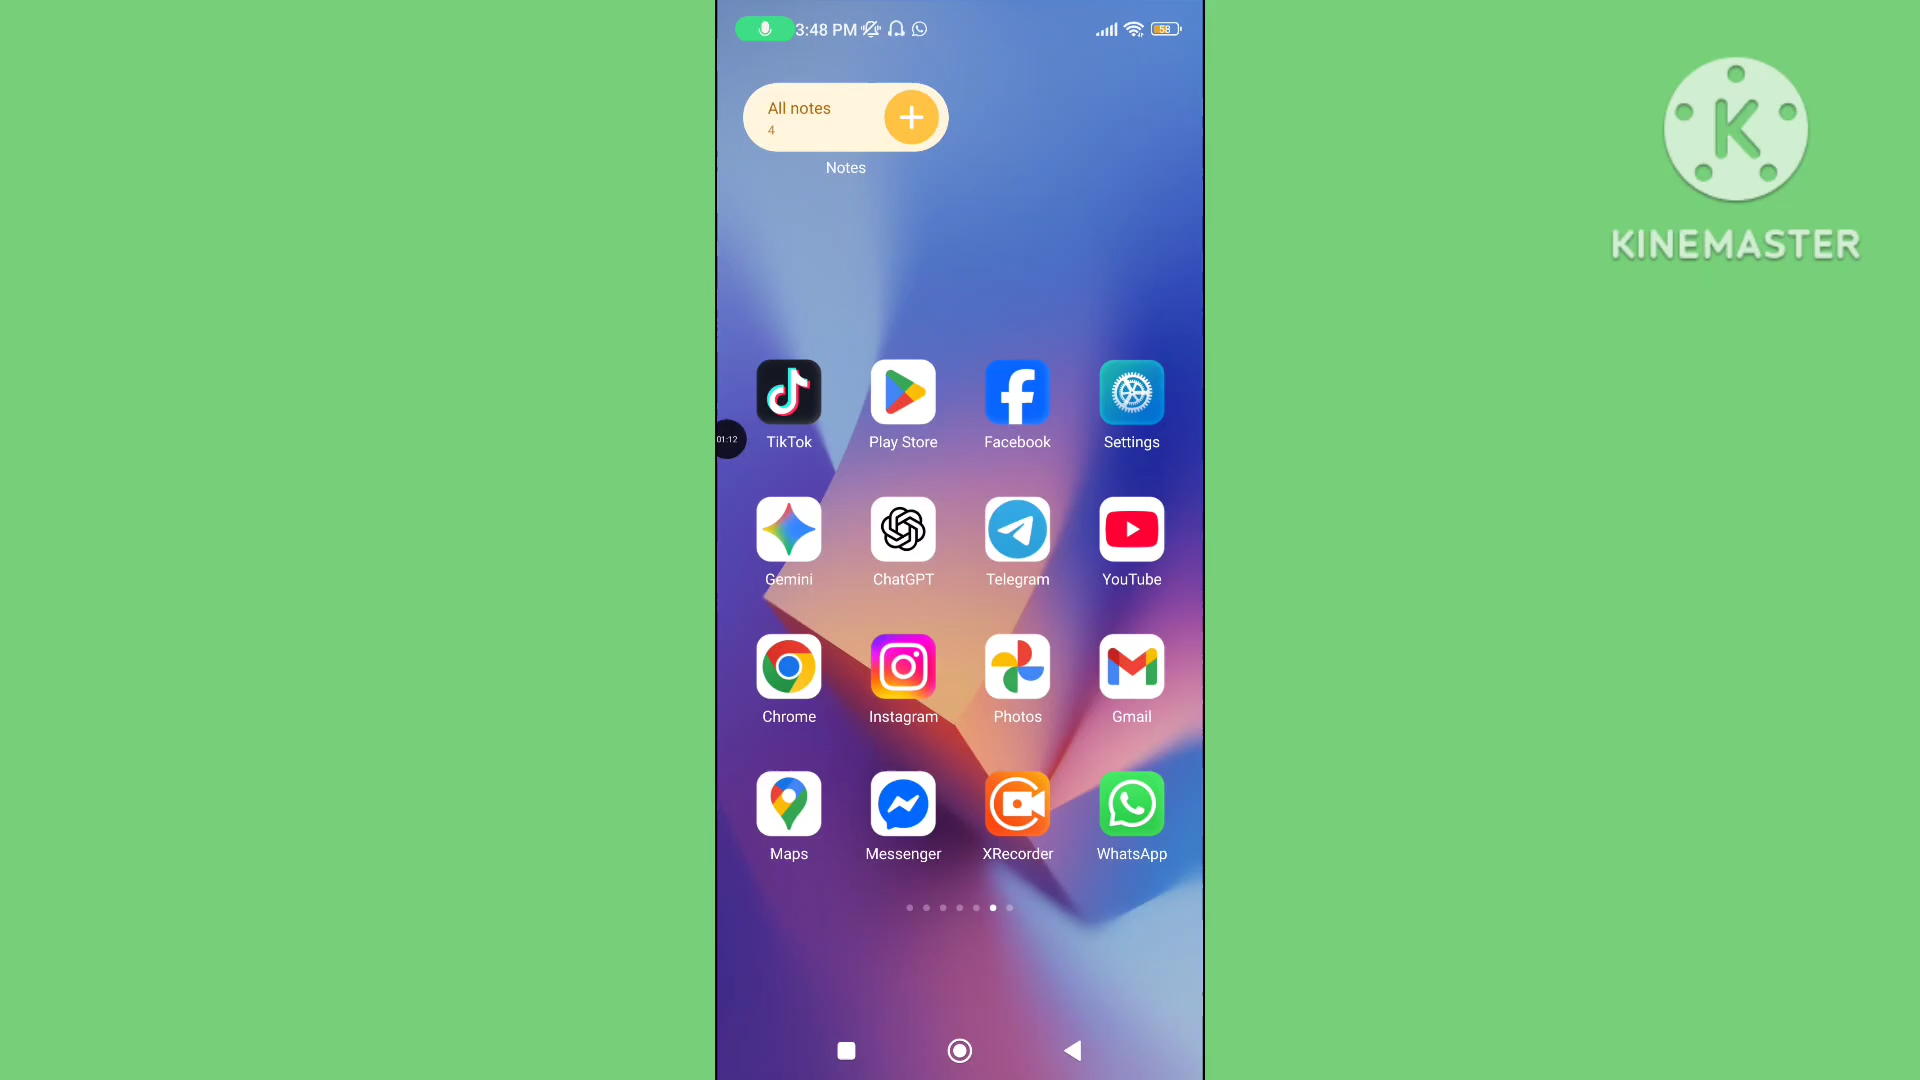 3:48 PM
58
All notes
4
Notes
KINEMASTER
TikTok
Play Store
Facebook
Settings
01:12
Gemini
ChatGPT
Telegram
YouTube
Chrome
Instagram
Photos
Gmail
Maps
Messenger
XRecorder
WhatsApp